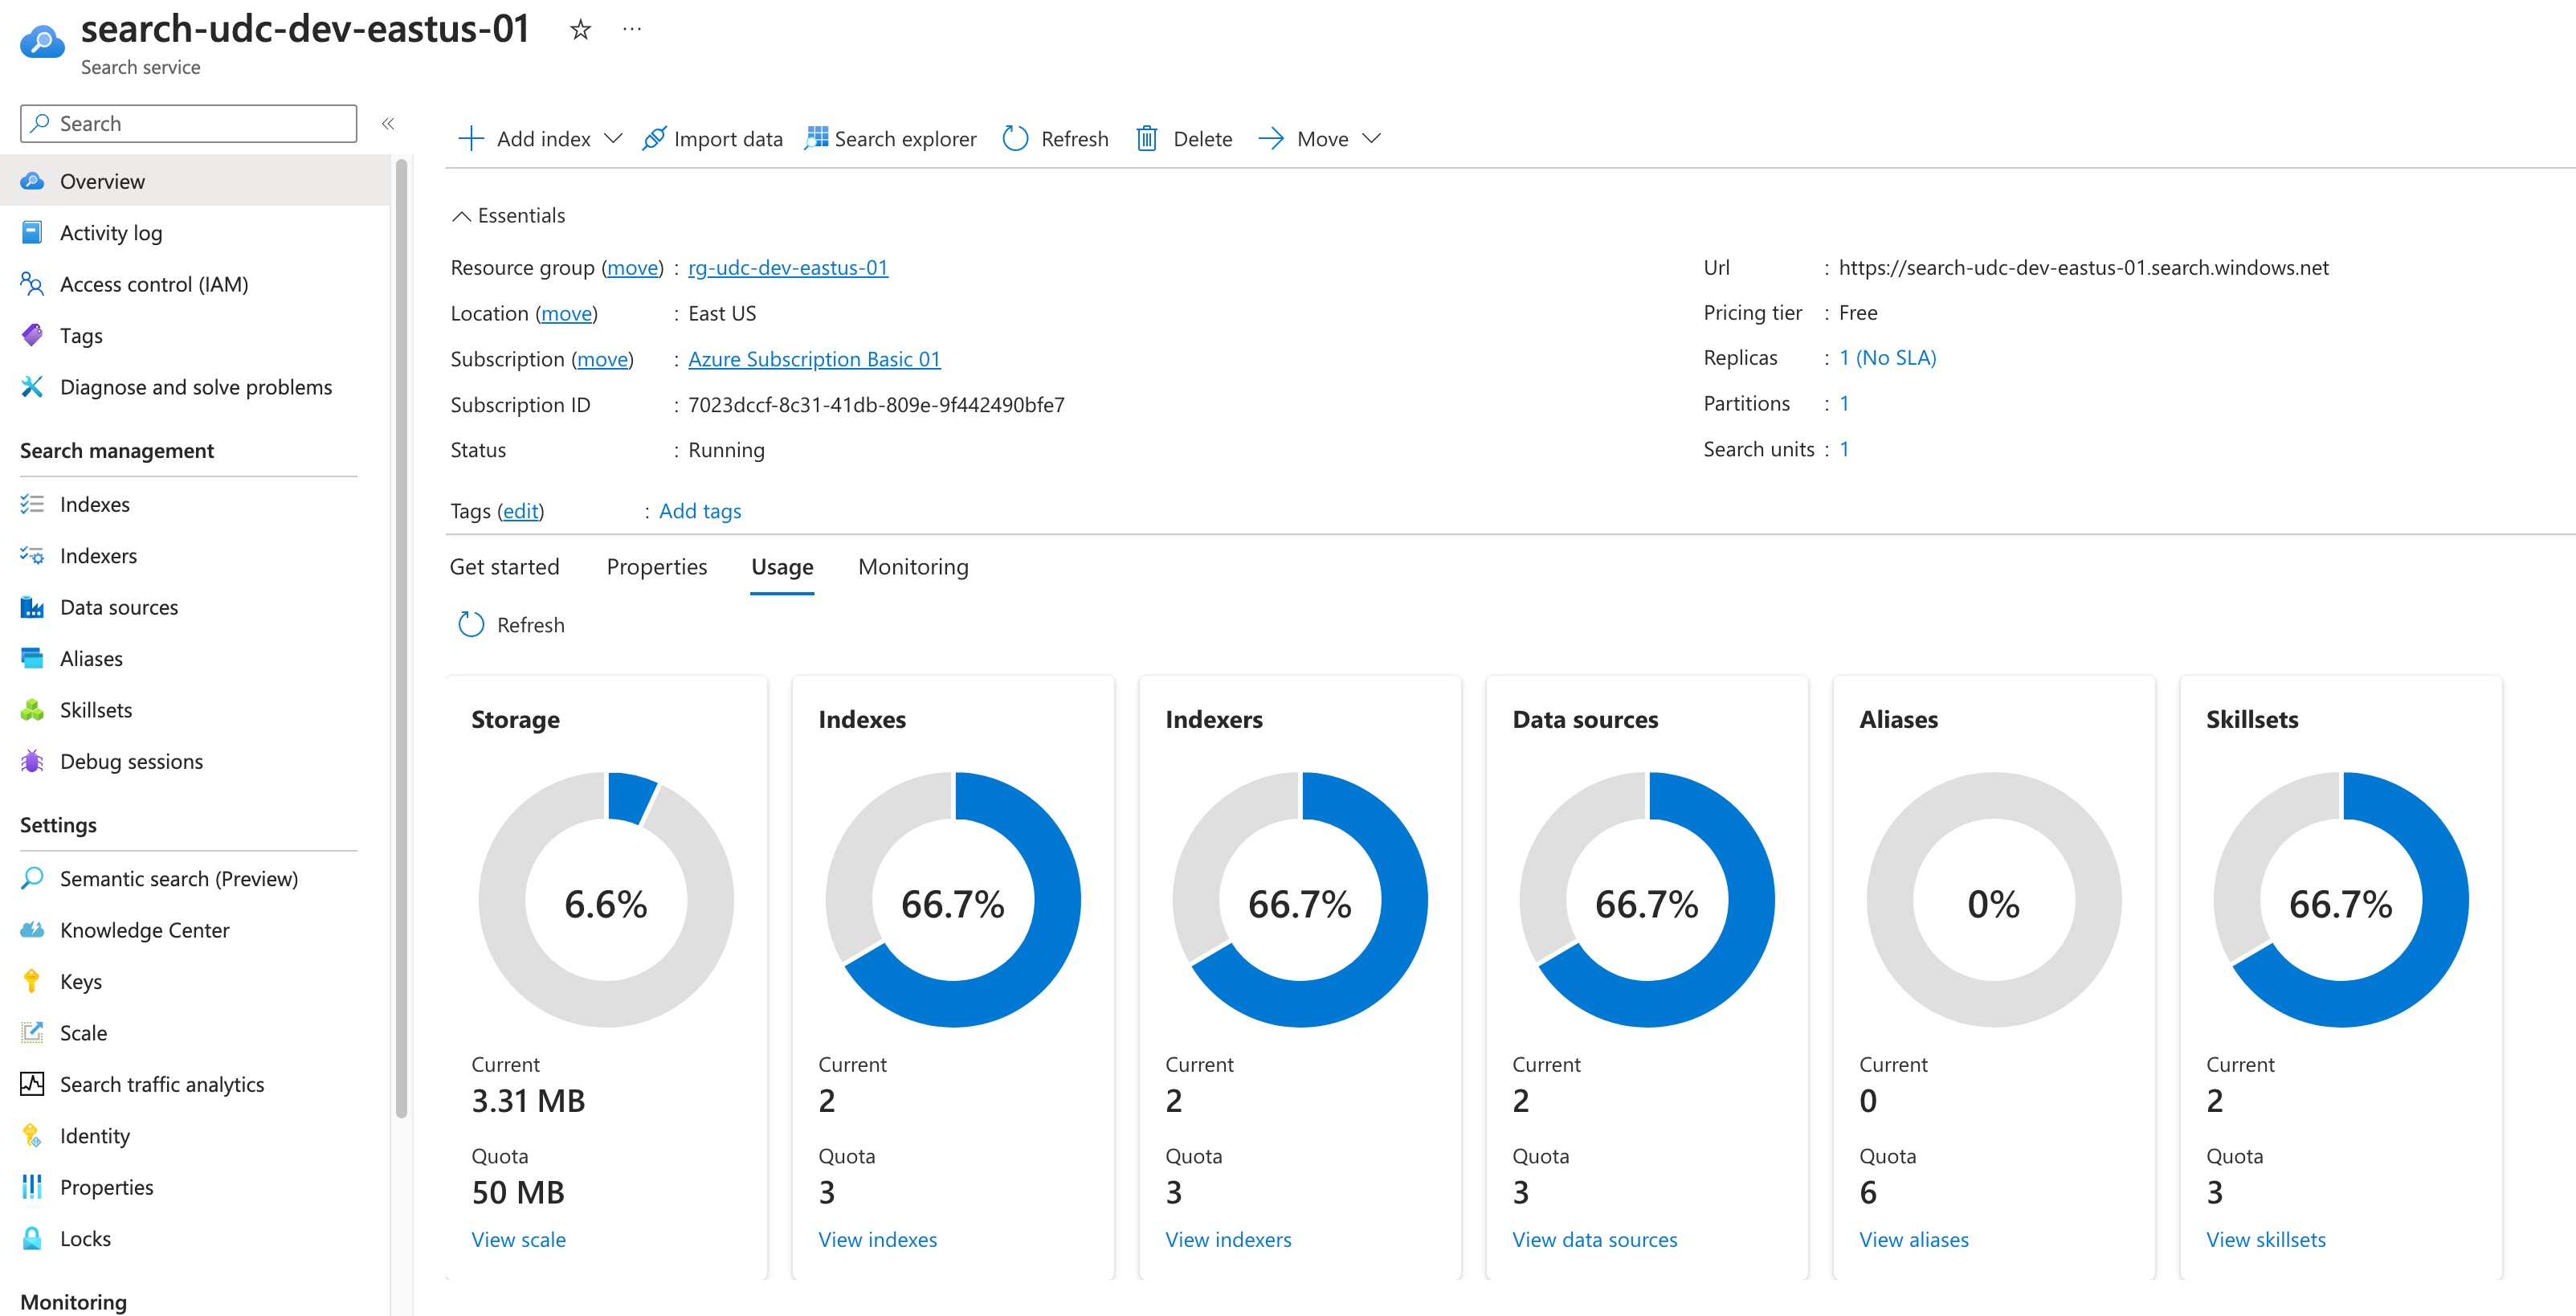 search-udc-dev-eastus-01
Search service
Search
Overview
Activity log
Access control (IAM)
Tags
Diagnose and solve problems
Search management
Indexes
Indexers
Data sources
Aliases
Skillsets
Debug sessions
Settings
Semantic search (Preview)
Knowledge Center
Keys
Scale
Search traffic analytics
Identity
Properties
Locks
Monitoring
Add index Import data Search explorer Refresh Delete Move
Essentials
Resource group (move) : rg-udc-dev-eastus-01
Location (move) : East US
Subscription (move) : Azure Subscription Basic 01
Subscription ID : 7023dccf-8c31-41db-809e-9f442490bfe7
Status : Running
Url : https://search-udc-dev-eastus-01.search.windows.net
Pricing tier : Free
Replicas : 1 (No SLA)
Partitions : 1
Search units : 1
Tags (edit) : Add tags
Get started Properties Usage Monitoring
Refresh
Storage
6.6%
Current
3.31 MB
Quota
50 MB
View scale
Indexes
66.7%
Current
2
Quota
3
View indexes
Indexers
66.7%
Current
2
Quota
3
View indexers
Data sources
66.7%
Current
2
Quota
3
View data sources
Aliases
0%
Current
0
Quota
6
View aliases
Skillsets
66.7%
Current
2
Quota
3
View skillsets